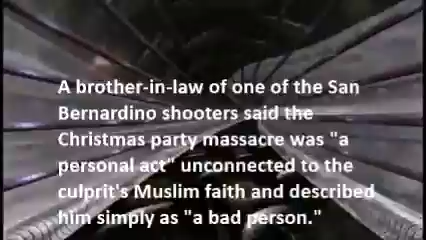 A brother-in-law of one of the San
Bernardino shooters said the
Christmas party massacre was "a
personal act" unconnected to the
culprit's Muslim faith and described
him simply as "a bad person."